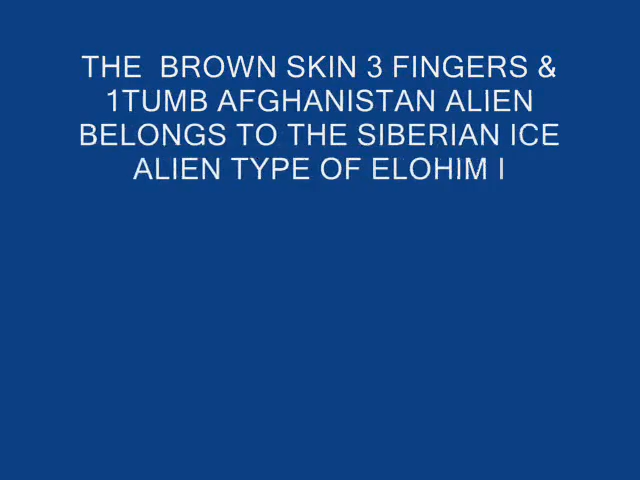 THE  BROWN SKIN 3 FINGERS &
1TUMB AFGHANISTAN ALIEN
BELONGS TO THE SIBERIAN ICE
ALIEN TYPE OF ELOHIM I